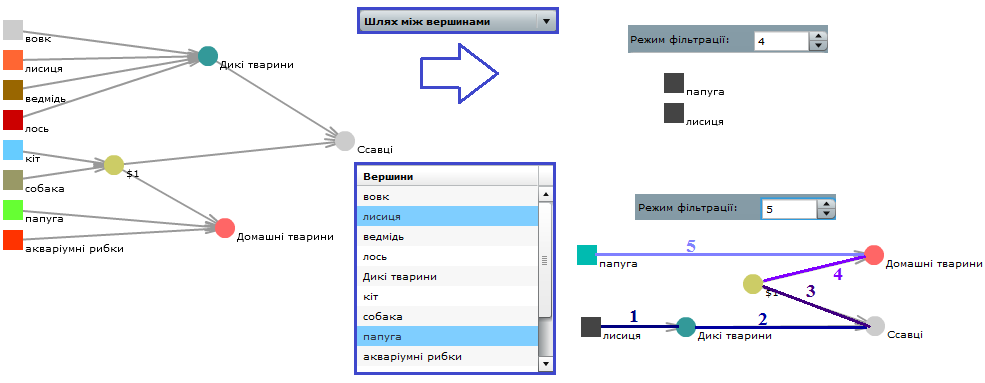 вовк
лисиця
ведмідь
лось
кіт
собака
папуга
акваріумні рибки
Дикі тварини
$1
Ссавці
Домашні тварини
Шлях між вершинами
Вершини
вовк
лисиця
ведмідь
лось
Дикі тварини
кіт
собака
папуга
акваріумні рибки
Режим фільтрації: 4
папуга
лисиця
Режим фільтрації: 5
папуга
5
Домашні тварини
4
$1
3
лисиця
1
Дикі тварини
2
Ссавці